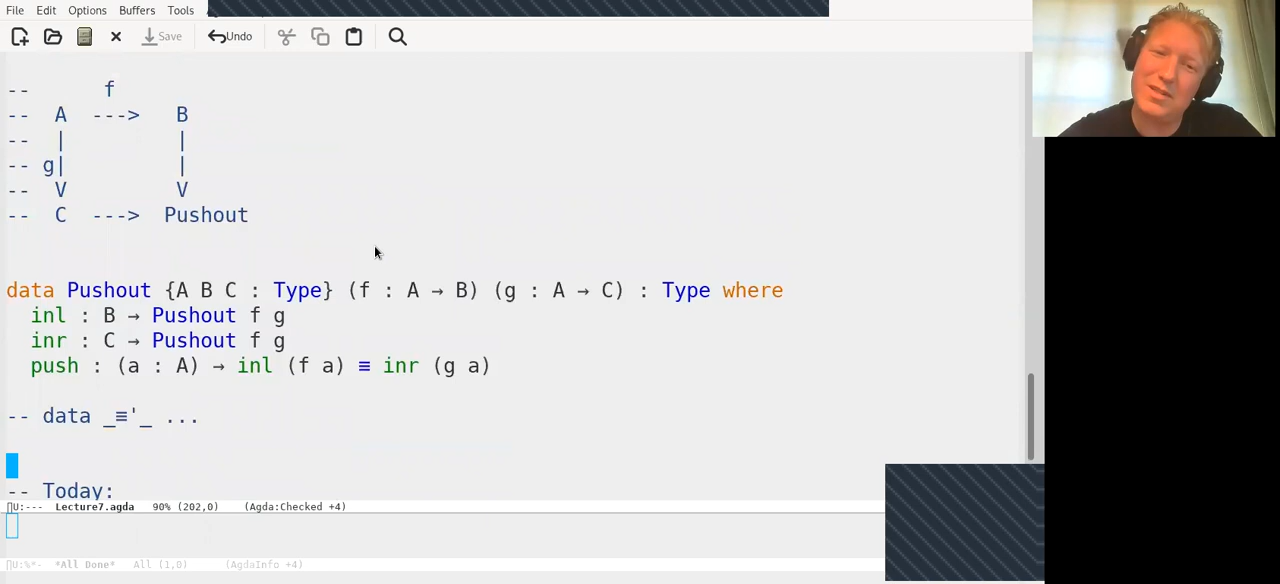 File Edit Options Buffers Tools
Save Undo
-- f
-- A ---> B
-- | |
-- g| |
-- V V
-- C ---> Pushout
data Pushout {A B C : Type} (f : A → B) (g : A → C) : Type where
inl : B → Pushout f g
inr : C → Pushout f g
push : (a : A) → inl (f a) ≡ inr (g a)
-- data _≡'_ ...
-- Today:
U:--- Lecture7.agda 90% (202,0) (Agda:Checked +4)
U:%*- *All Done* All (1,0) (AgdaInfo +4)